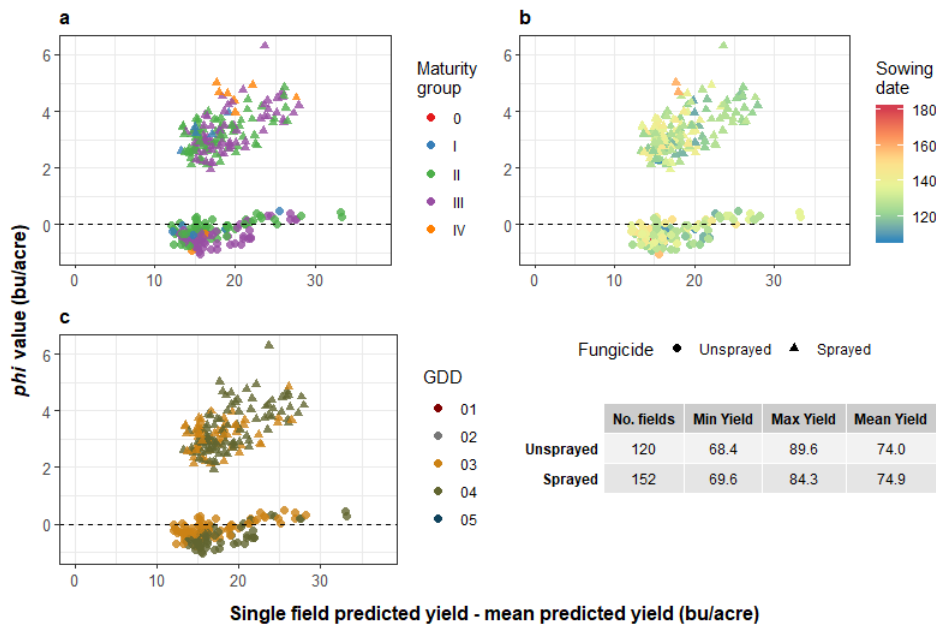 a
b
6
4
2
0
0
10
20
30
Maturity
group
0
I
II
III
IV
6
4
2
0
0
10
20
30
Sowing
date
180
160
140
120
phi value (bu/acre)
c
6
4
2
0
0
10
20
30
GDD
01
02
03
04
05
Fungicide Unsprayed Sprayed
No. fields Min Yield Max Yield Mean Yield
Unsprayed 120 68.4 89.6 74.0
Sprayed 152 69.6 84.3 74.9
Single field predicted yield - mean predicted yield (bu/acre)